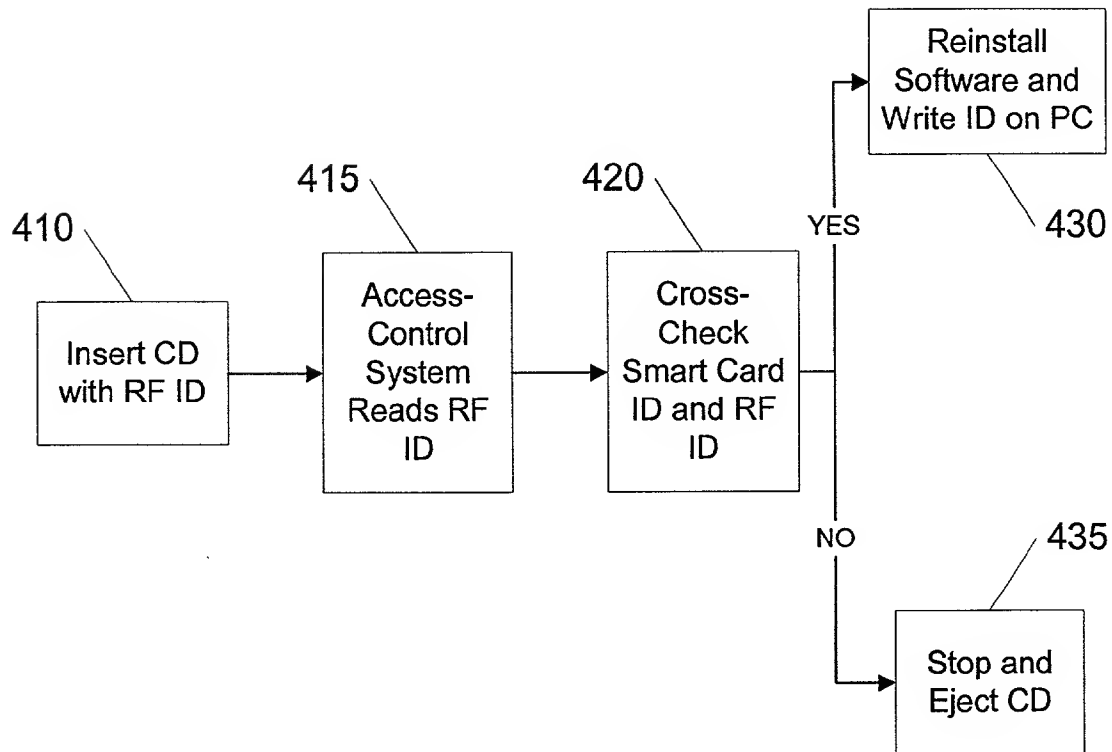 410
Insert CD
with RF ID
415
Access-
Control
System
Reads RF
ID
420
Cross-
Check
Smart Card
ID and RF
ID
YES
Reinstall
Software and
Write ID on PC
430
NO
435
Stop and
Eject CD